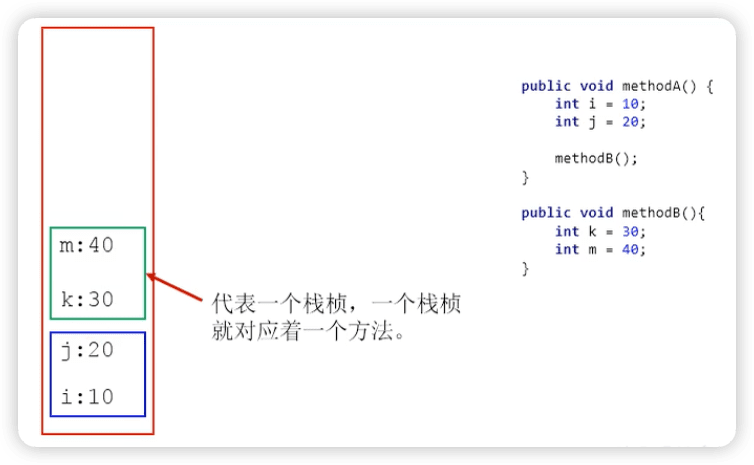 m:40
k:30
j:20
i:10
代表一个栈桢，一个栈桢
就对应着一个方法。
public void methodA() {
    int i = 10;
    int j = 20;
    methodB();
}
public void methodB(){
    int k = 30;
    int m = 40;
}